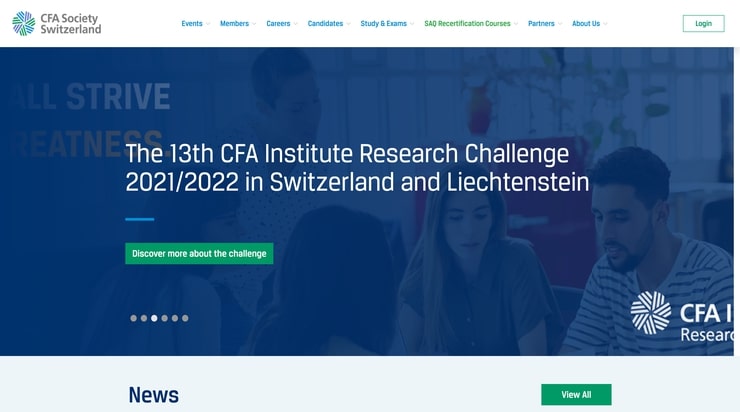 CFA Society
Switzerland
Events
Members
Careers
Candidates
Study & Exams
SAQ Recertification Courses
Partners
About Us
Login
ALL STRIVE
REATNESS.
The 13th CFA Institute Research Challenge
2021/2022 in Switzerland and Liechtenstein
Discover more about the challenge
CFA I
Researc
News
View All